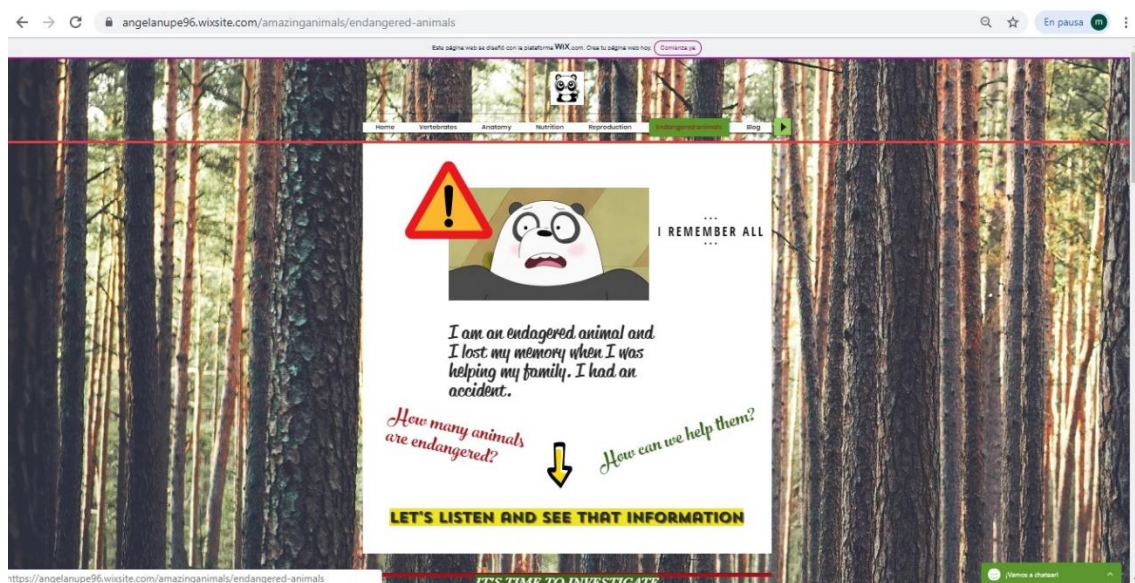 angelanupe96.wixsite.com/amazinganimals/endangered-animals
En pausa m
Esta página web se diseñó con la plataforma WiX.com. Crea tu página web hoy. Comienza ya
Home Vertebrates Anatomy Nutrition Reproduction Endangered animals Blog
...
I REMEMBER ALL
...
I am an endagered animal and
I lost my memory when I was
helping my family. I had an
accident.
How many animals
are endangered?
How can we help them?
LET'S LISTEN AND SEE THAT INFORMATION
IT'S TIME TO INVESTIGATE
https://angelanupe96.wixsite.com/amazinganimals/endangered-animals
¡Vamos a chatear!